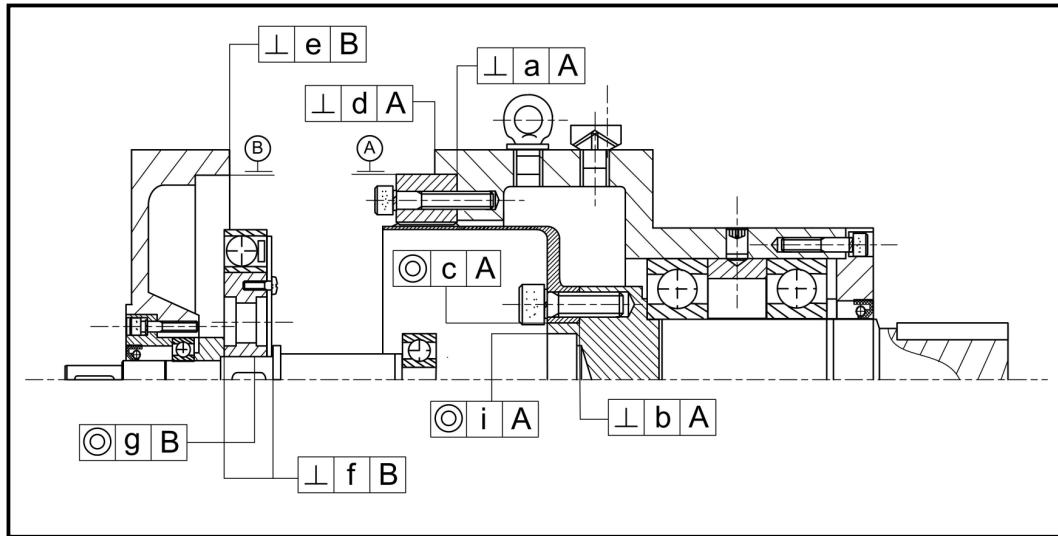 ⊥ e B
⊥ a A
⊥ d A
B
A
◎ c A
◎ i A
⊥ b A
◎ g B
⊥ f B